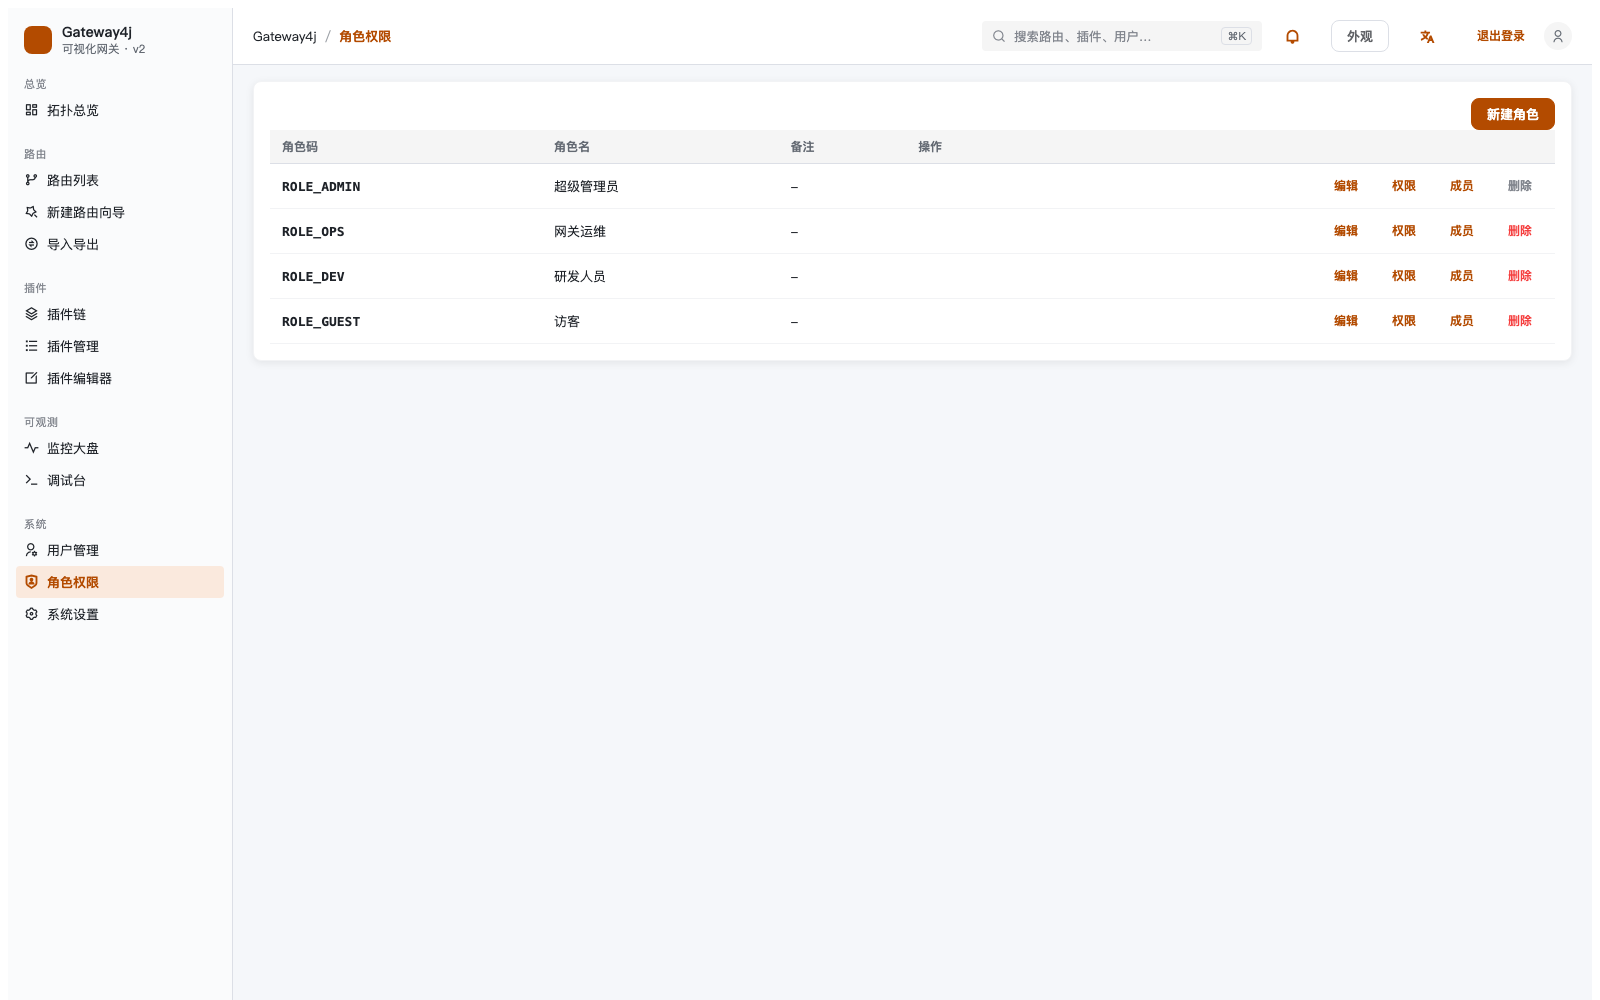 Gateway4j
可视化网关 · v2
总览
拓扑总览
路由
路由列表
新建路由向导
导入导出
插件
插件链
插件管理
插件编辑器
可观测
监控大盘
调试台
系统
用户管理
角色权限
系统设置
Gateway4j / 角色权限
搜索路由、插件、用户… ⌘K
外观
退出登录
新建角色
角色码 角色名 备注 操作
ROLE_ADMIN 超级管理员 – 编辑 权限 成员 删除
ROLE_OPS 网关运维 – 编辑 权限 成员 删除
ROLE_DEV 研发人员 – 编辑 权限 成员 删除
ROLE_GUEST 访客 – 编辑 权限 成员 删除